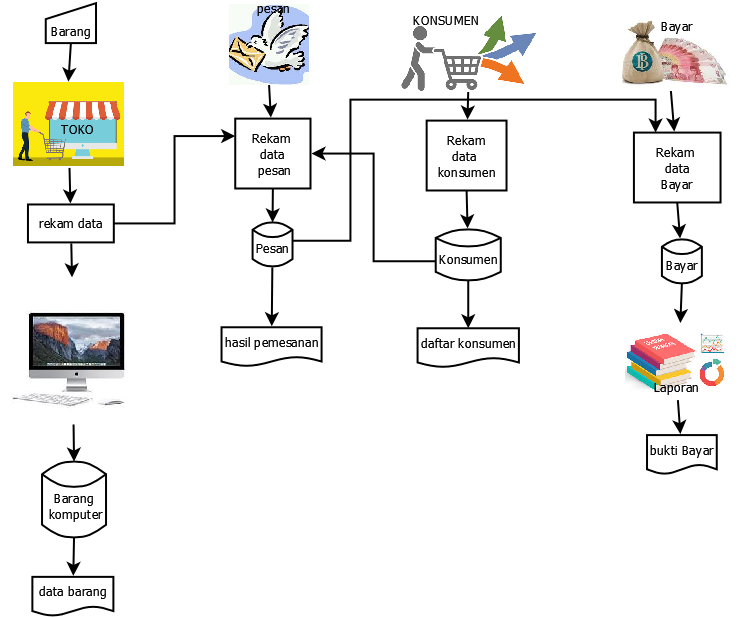 Barang
TOKO
rekam data
Barang
komputer
data barang
pesan
Rekam
data
pesan
Pesan
hasil pemesanan
KONSUMEN
Rekam
data
konsumen
Konsumen
daftar konsumen
Bayar
Rekam
data
Bayar
Bayar
Laporan
bukti Bayar